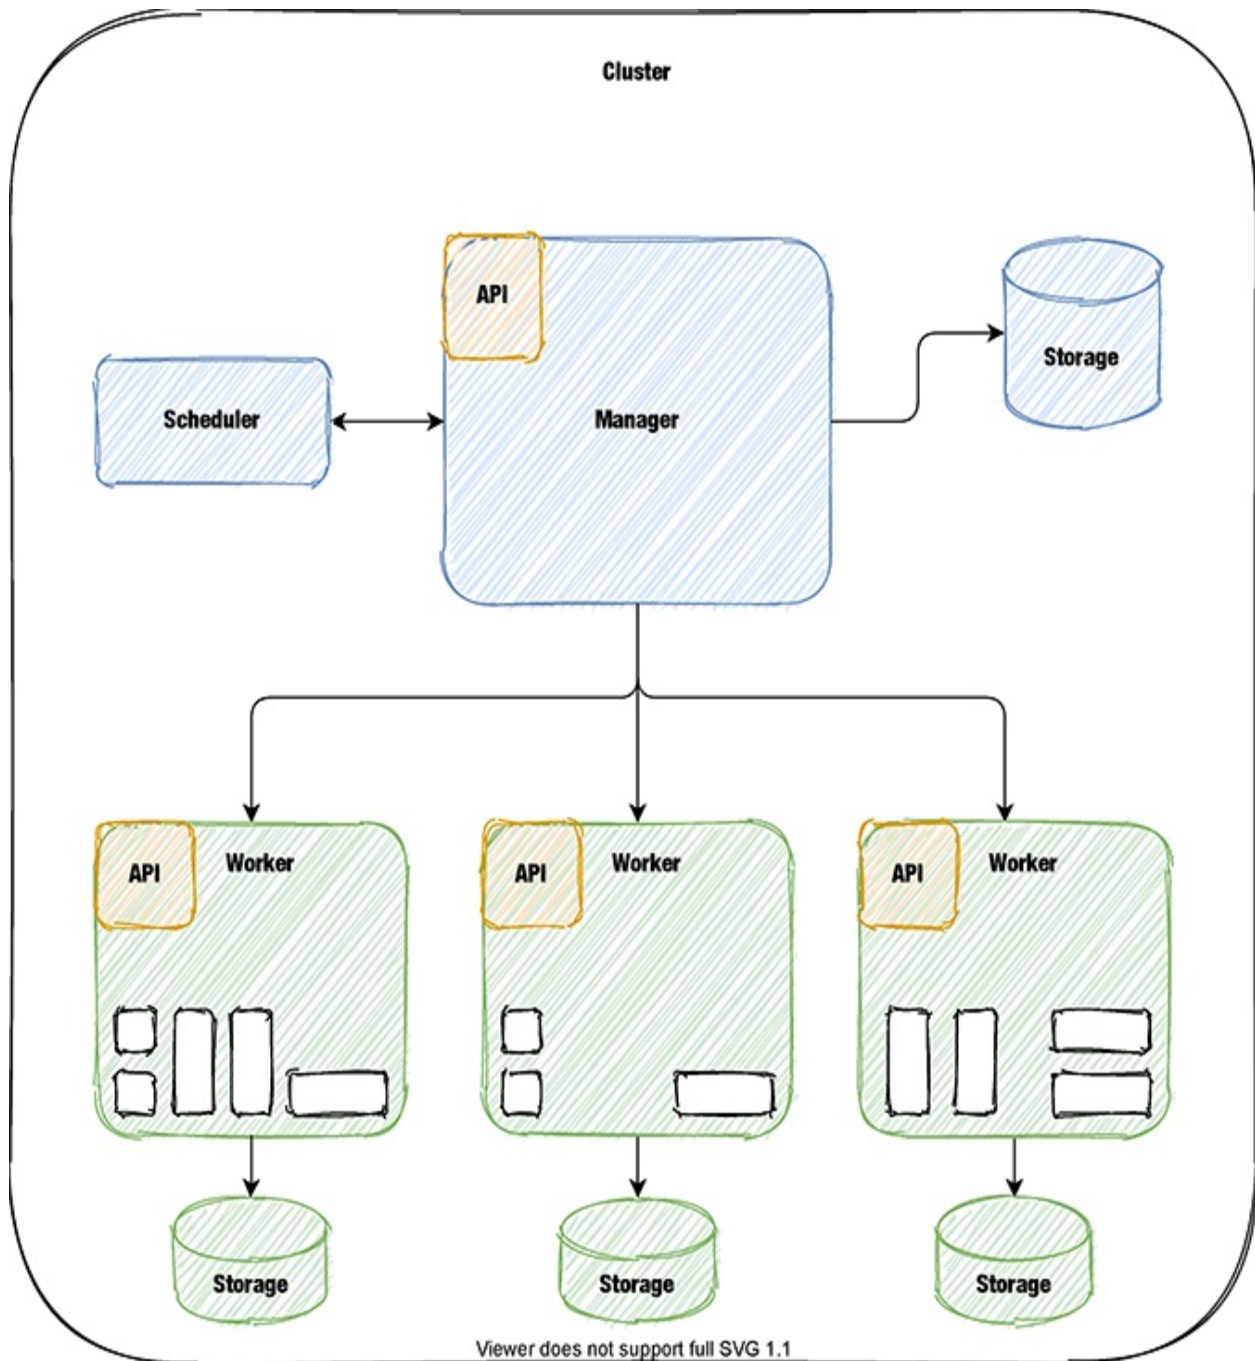 Cluster
API
Storage
Scheduler
Manager
API
Worker
API
Worker
API
Worker
Storage
Storage
Storage
Viewer does not support full SVG 1.1